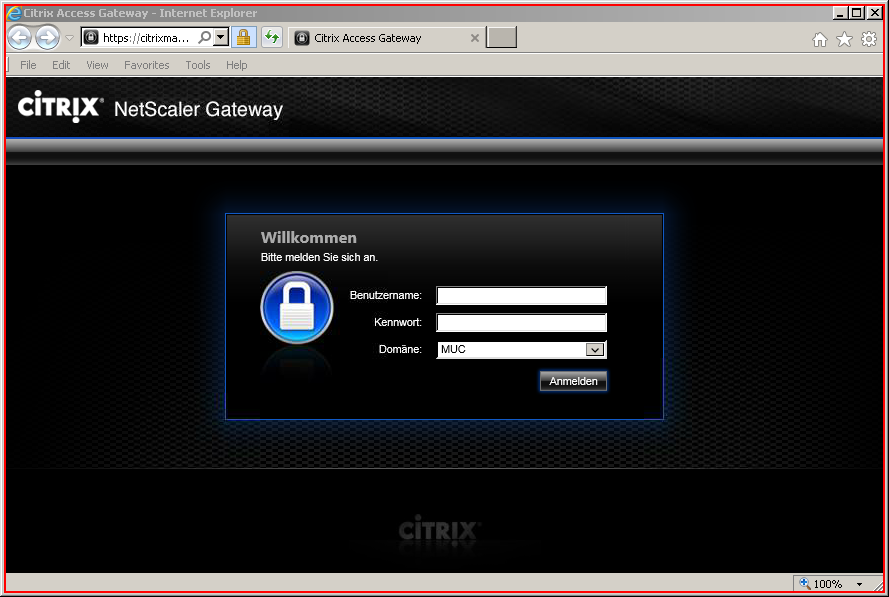 Citrix Access Gateway - Internet Explorer
https://citrixma...
Citrix Access Gateway
File Edit View Favorites Tools Help
CITRIX® NetScaler Gateway
Willkommen
Bitte melden Sie sich an.
Benutzername:
Kennwort:
Domäne: MUC
Anmelden
CITRIX
100%